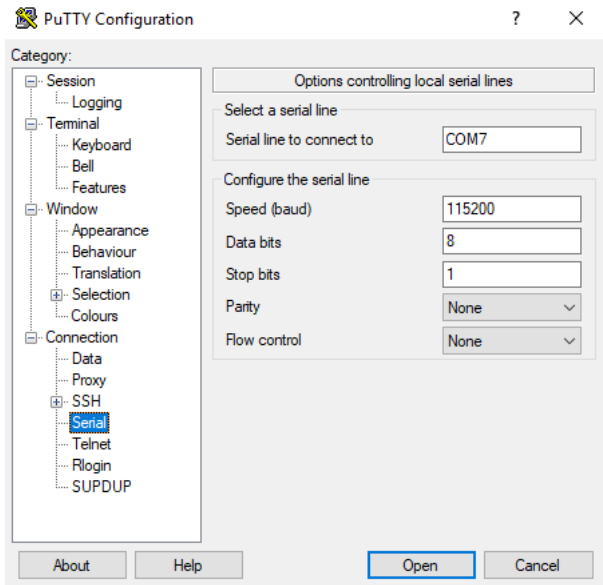 PuTTY Configuration
?
Category:
Session
Logging
Terminal
Keyboard
Bell
Features
Window
Appearance
Behaviour
Translation
Selection
Colours
Connection
Data
Proxy
SSH
Serial
Telnet
Rlogin
SUPDUP
Options controlling local serial lines
Select a serial line
Serial line to connect to COM7
Configure the serial line
Speed (baud) 115200
Data bits 8
Stop bits 1
Parity None
Flow control None
About Help Open Cancel